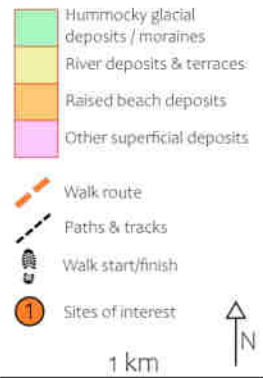 Hummocky glacial
deposits / moraines
River deposits & terraces
Raised beach deposits
Other superficial deposits
Walk route
Paths & tracks
Walk start/finish
1 Sites of interest
N
1 km